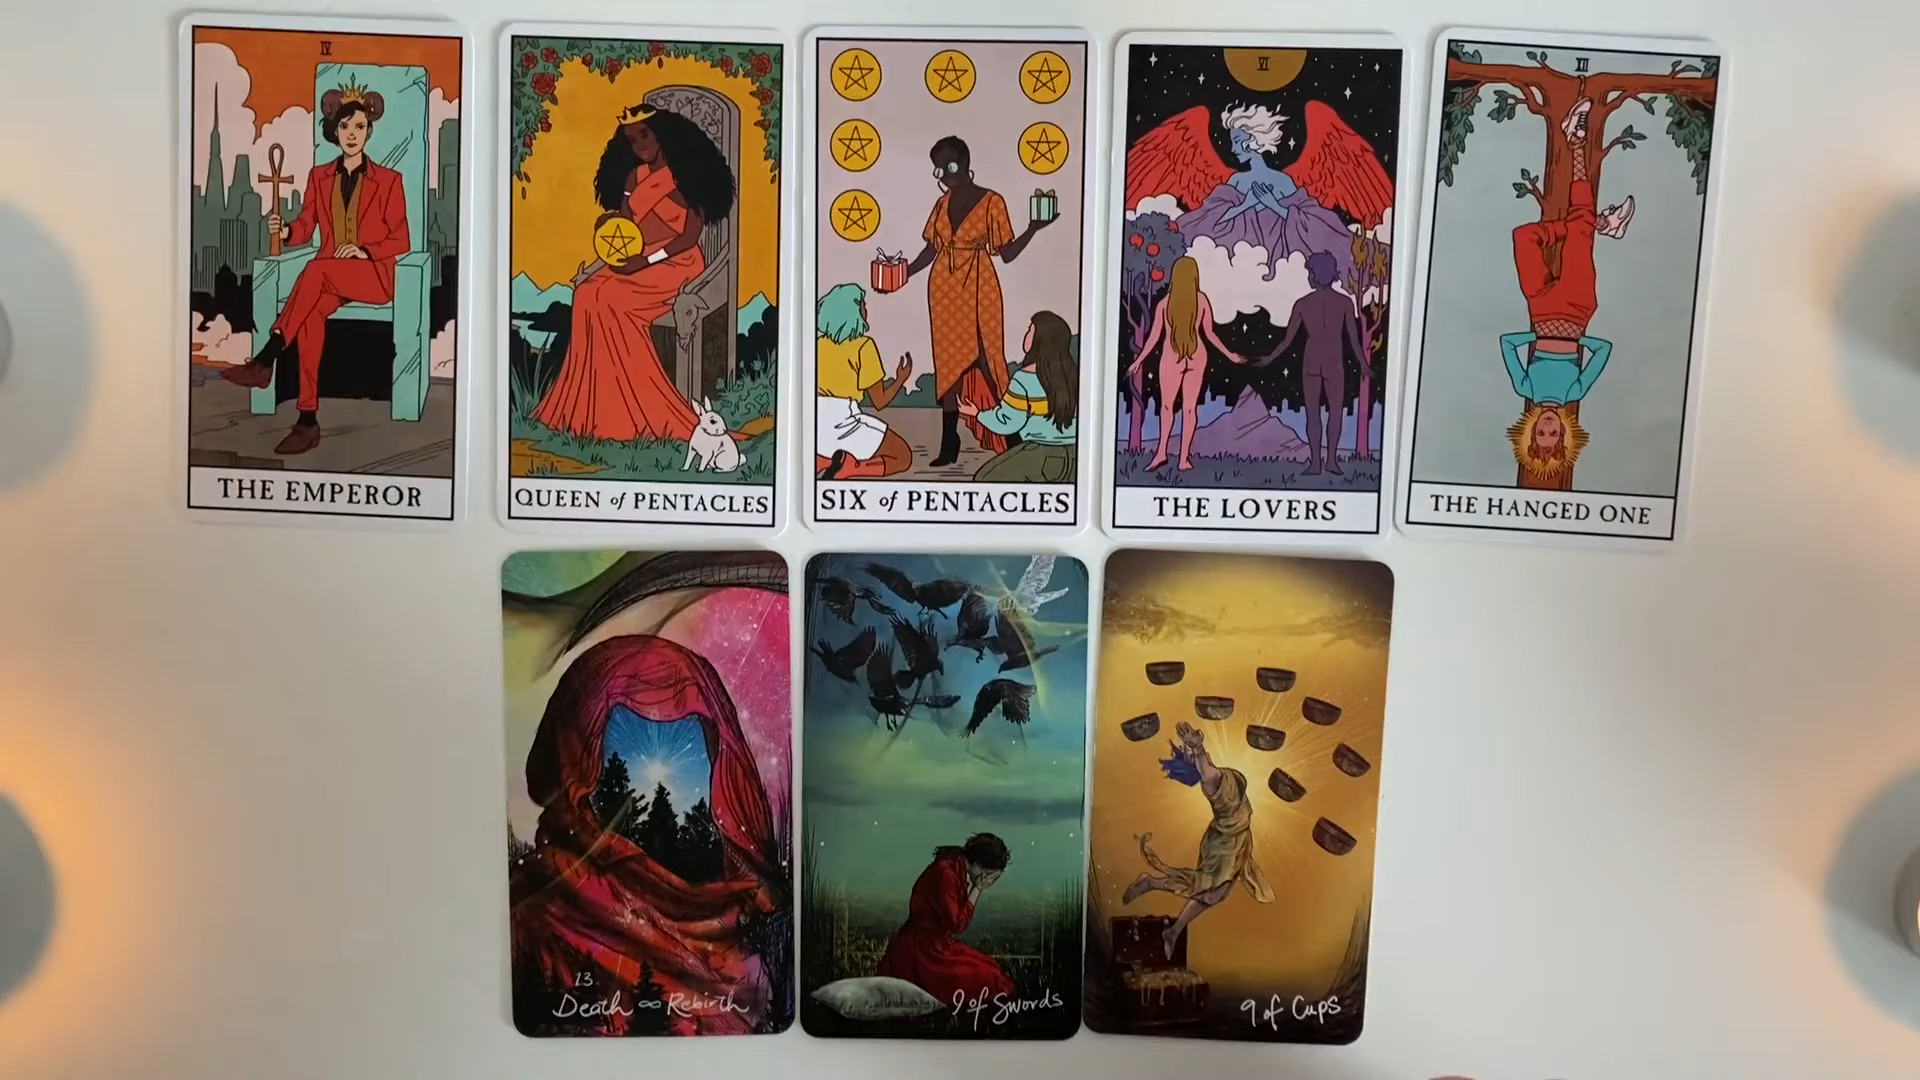 IV
THE EMPEROR
QUEEN of PENTACLES
SIX of PENTACLES
VI
THE LOVERS
XII
THE HANGED ONE
13.
Death ∞ Rebirth
9 of Swords
9 of Cups